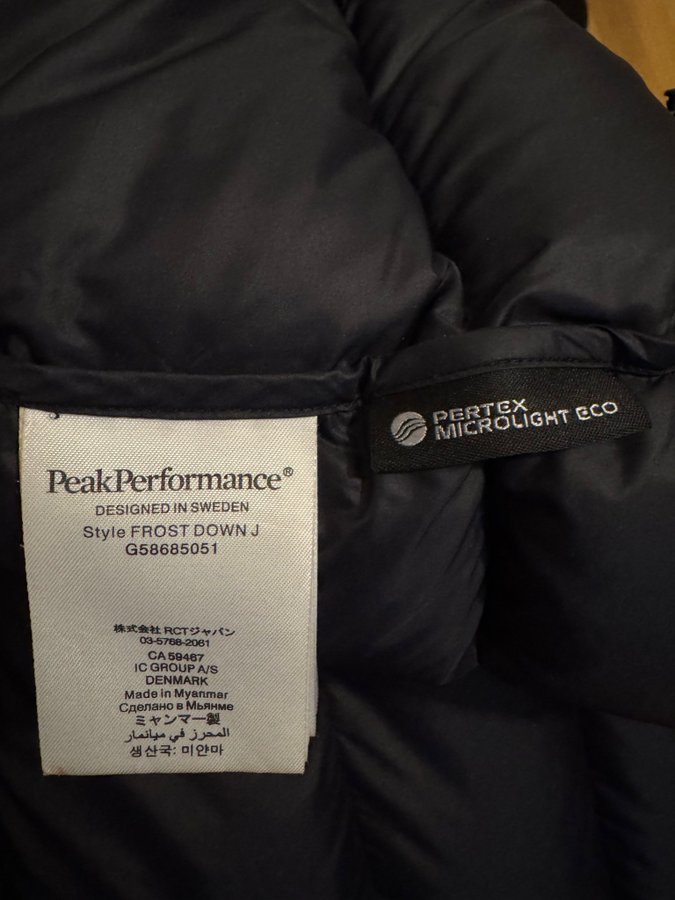 PeakPerformance®
DESIGNED IN SWEDEN
Style FROST DOWN J
G58685051
株式会社 RCTジャパン
03-5768-2061
CA 59467
IC GROUP A/S
DENMARK
Made in Myanmar
Сделано в Мьянме
ミャンマー製
المحرز في ميانمار
생산국: 미얀마
PERTEX
MICROLIGHT ECO